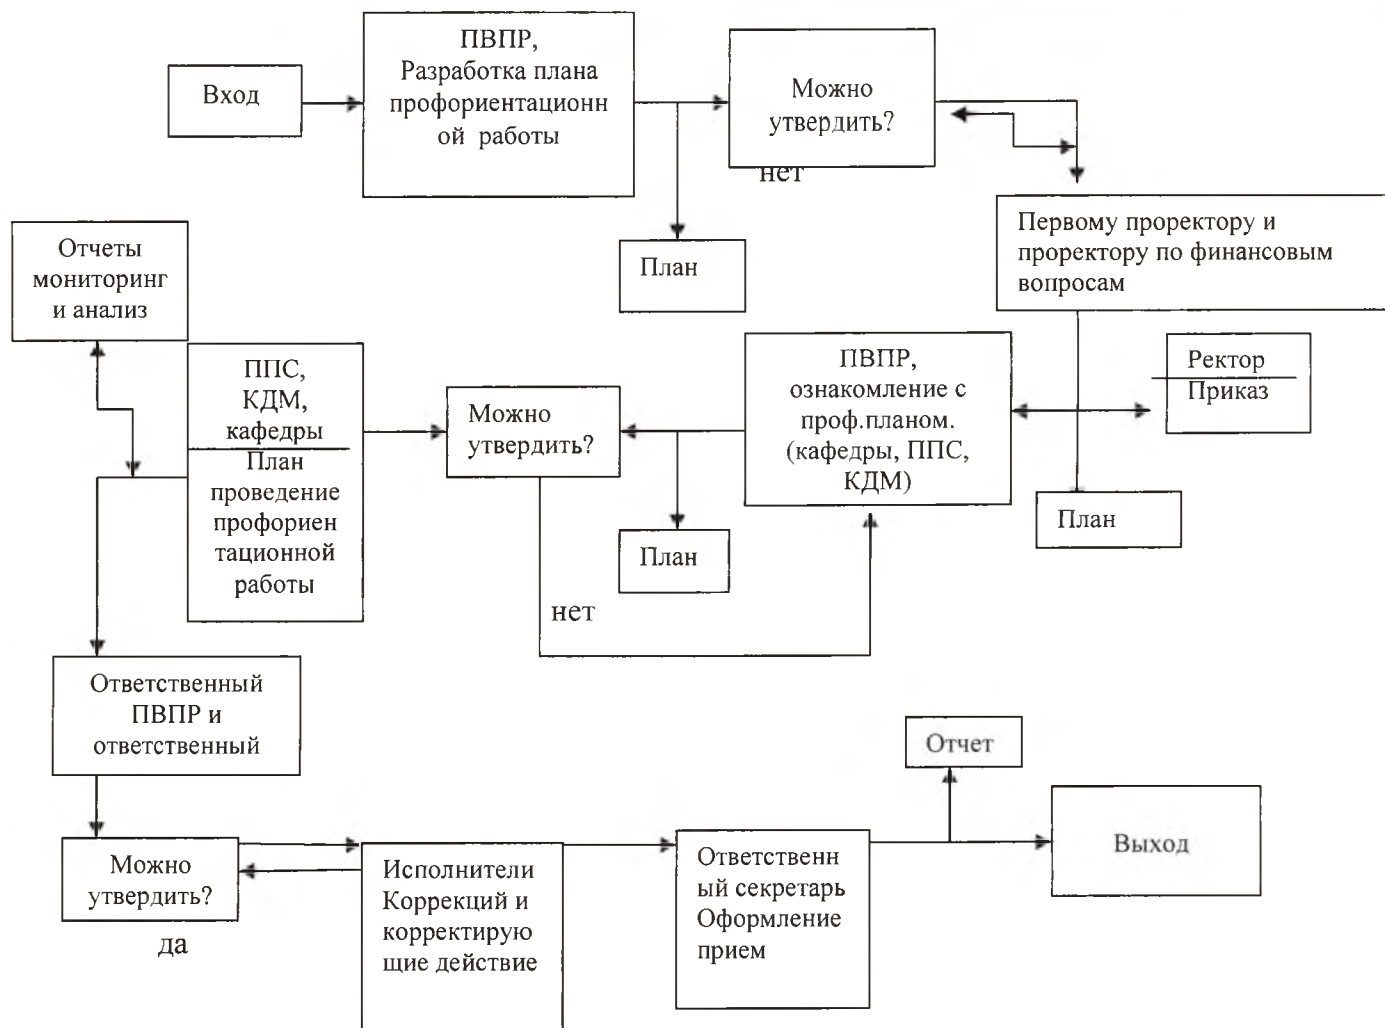 Вход
ПВПР,
Разработка плана
профориентационн
ой работы
Можно
утвердить?
нет
План
Первому проректору и
проректору по финансовым
вопросам
Отчеты
мониторинг
и анализ
ППС,
КДМ,
кафедры
План
проведение
профориен
тационной
работы
Можно
утвердить?
План
нет
ПВПР,
ознакомление с
проф.планом.
(кафедры, ППС,
КДМ)
Ректор
Приказ
План
Ответственный
ПВПР и
ответственный
Можно
утвердить?
да
Исполнители
Коррекций и
корректирую
щие действие
Ответственн
ый секретарь
Оформление
прием
Отчет
Выход